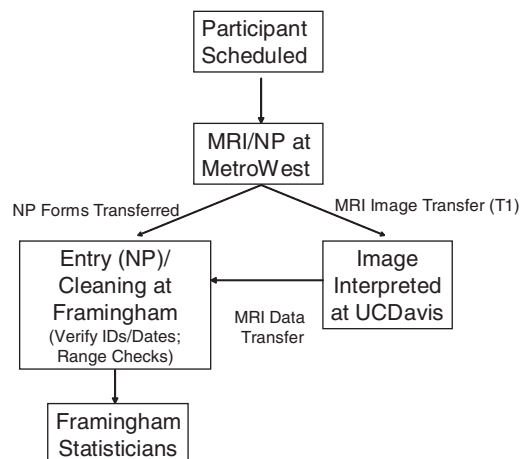 Participant
Scheduled
MRI/NP at
MetroWest
NP Forms Transferred
MRI Image Transfer (T1)
Entry (NP)/
Cleaning at
Framingham
(Verify IDs/Dates;
Range Checks)
Image
Interpreted
at UCDavis
MRI Data
Transfer
Framingham
Statisticians